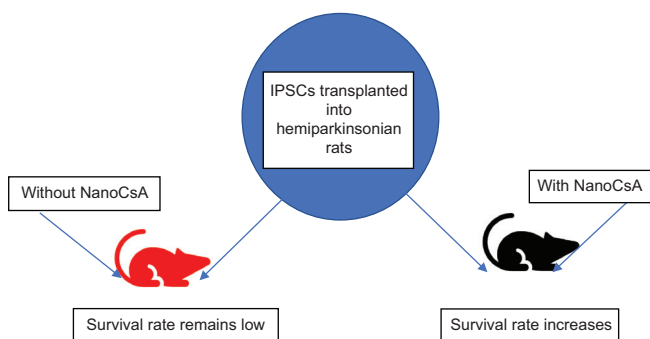 IPSCs transplanted
into
hemiparkinsonian
rats
Without NanoCsA
With NanoCsA
Survival rate remains low
Survival rate increases